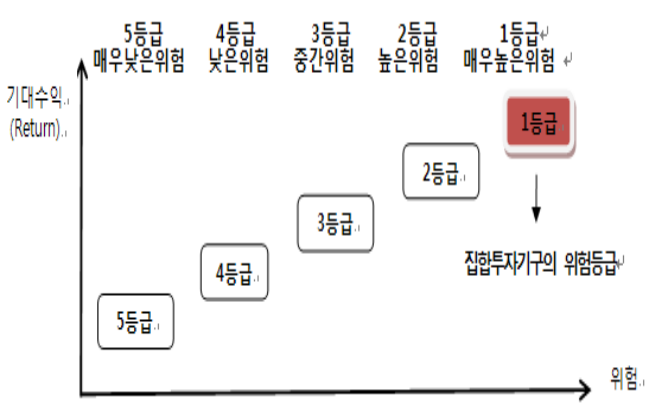 5등급 4등급 3등급 2등급 1등급
매우낮은위험 낮은위험 중간위험 높은위험 매우높은위험
기대수익
(Return)
1등급
2등급
3등급
집합투자기구의 위험등급
4등급
5등급
위험